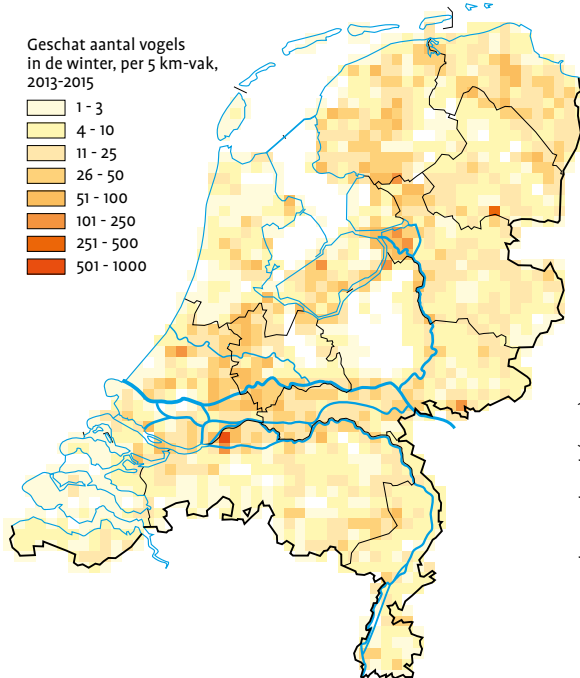 Geschat aantal vogels
in de winter, per 5 km-vak,
2013-2015
1 - 3
4 - 10
11 - 25
26 - 50
51 - 100
101 - 250
251 - 500
501 - 1000